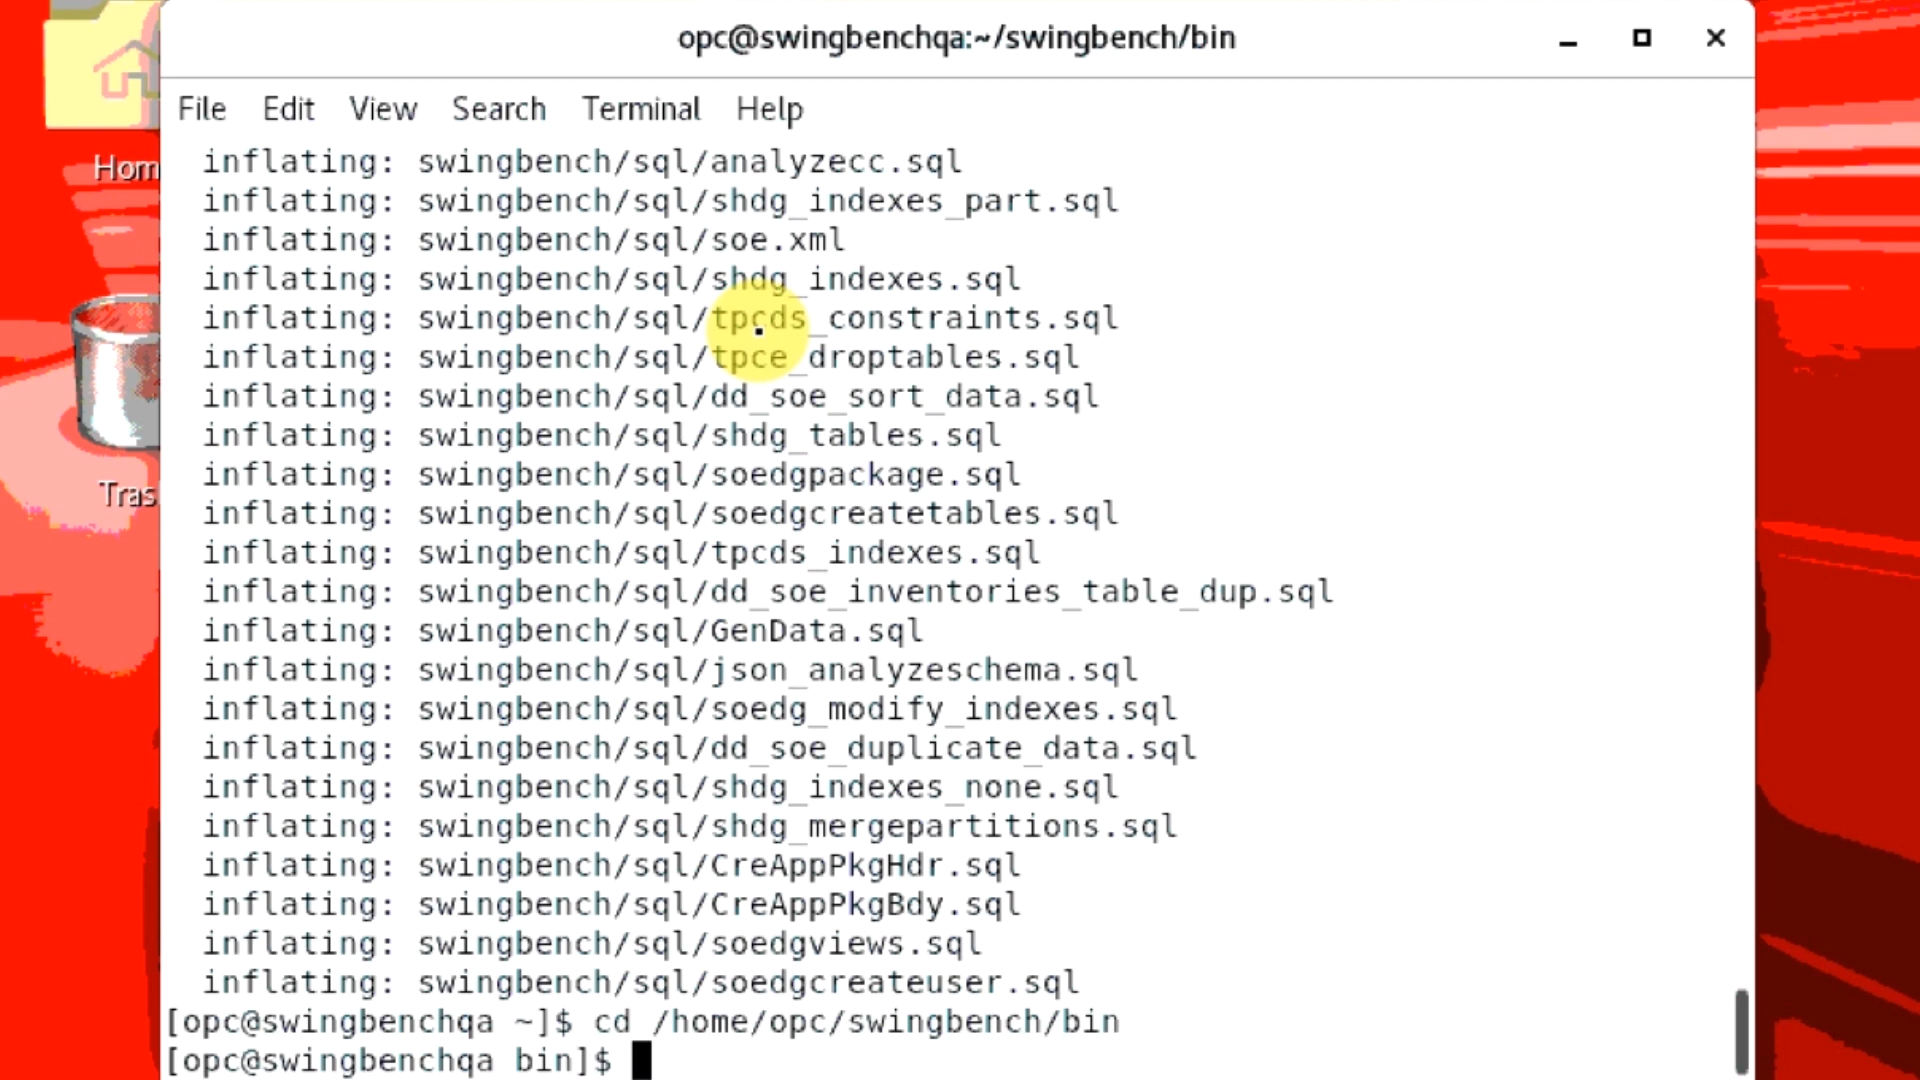 opc@swingbenchqa:~/swingbench/bin
File Edit View Search Terminal Help
inflating: swingbench/sql/analyzecc.sql
inflating: swingbench/sql/shdg_indexes_part.sql
inflating: swingbench/sql/soe.xml
inflating: swingbench/sql/shdg_indexes.sql
inflating: swingbench/sql/tpcds_constraints.sql
inflating: swingbench/sql/tpce_droptables.sql
inflating: swingbench/sql/dd_soe_sort_data.sql
inflating: swingbench/sql/shdg_tables.sql
inflating: swingbench/sql/soedgpackage.sql
inflating: swingbench/sql/soedgcreatetables.sql
inflating: swingbench/sql/tpcds_indexes.sql
inflating: swingbench/sql/dd_soe_inventories_table_dup.sql
inflating: swingbench/sql/GenData.sql
inflating: swingbench/sql/json_analyzeschema.sql
inflating: swingbench/sql/soedg_modify_indexes.sql
inflating: swingbench/sql/dd_soe_duplicate_data.sql
inflating: swingbench/sql/shdg_indexes_none.sql
inflating: swingbench/sql/shdg_mergepartitions.sql
inflating: swingbench/sql/CreAppPkgHdr.sql
inflating: swingbench/sql/CreAppPkgBdy.sql
inflating: swingbench/sql/soedgviews.sql
inflating: swingbench/sql/soedgcreateuser.sql
[opc@swingbenchqa ~]$ cd /home/opc/swingbench/bin
[opc@swingbenchqa bin]$
Hom
Tras